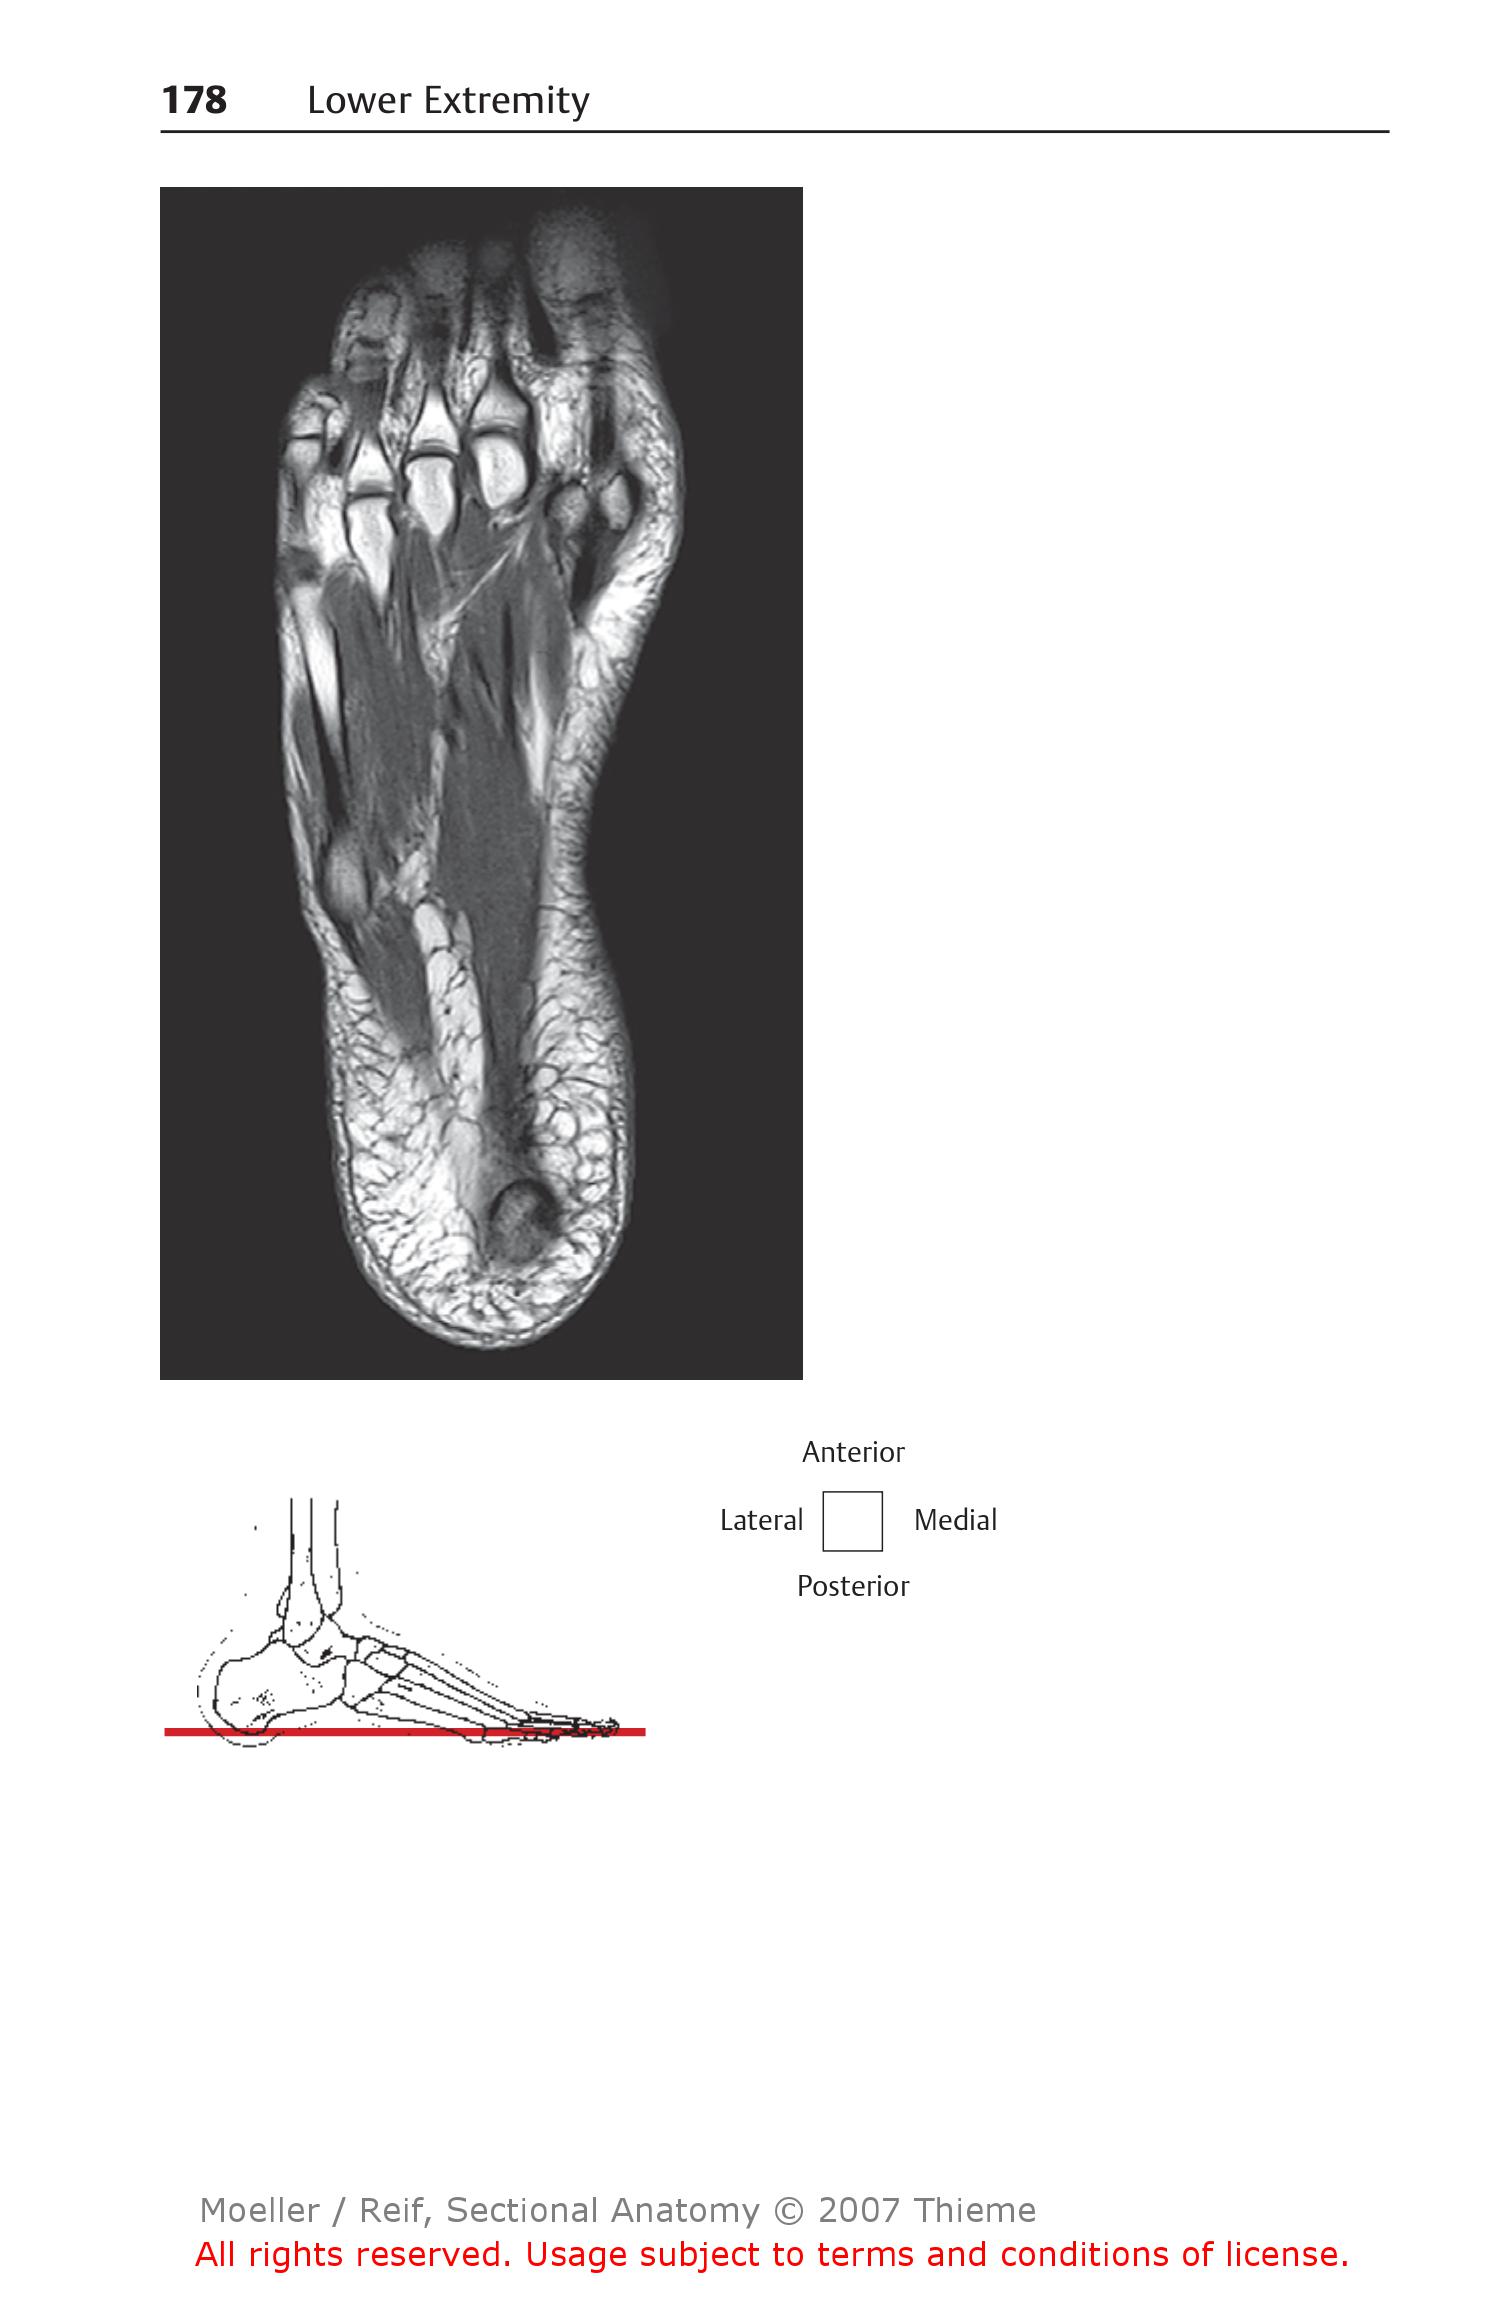 178 Lower Extremity
Anterior
Lateral Medial
Posterior
Moeller / Reif, Sectional Anatomy © 2007 Thieme
All rights reserved. Usage subject to terms and conditions of license.